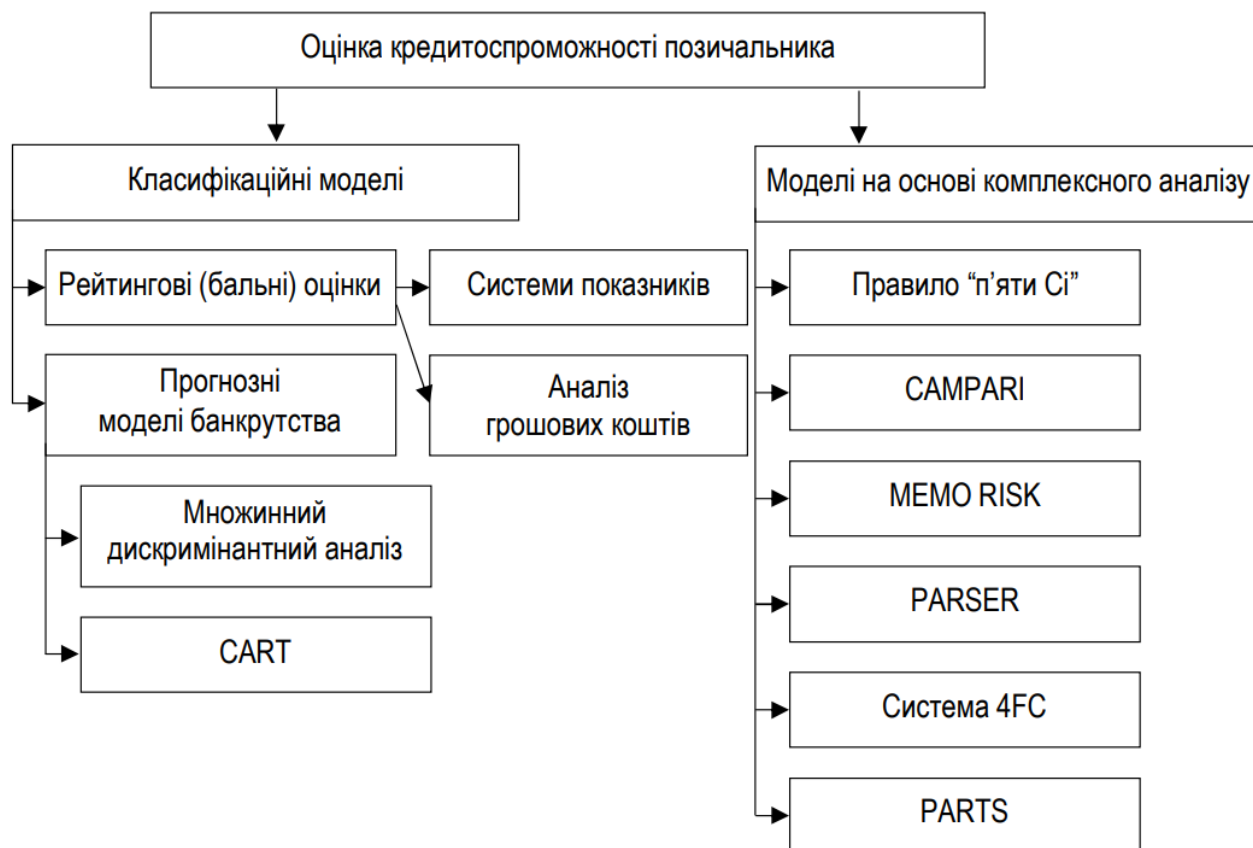 Оцінка кредитоспроможності позичальника
Класифікаційні моделі
Моделі на основі комплексного аналізу
Рейтингові (бальні) оцінки
Системи показників
Правило “п’яти Сі”
Прогнозні
моделі банкрутства
Аналіз
грошових коштів
CAMPARI
Множинний
дискримінантний аналіз
MEMO RISK
CART
PARSER
Система 4FC
PARTS